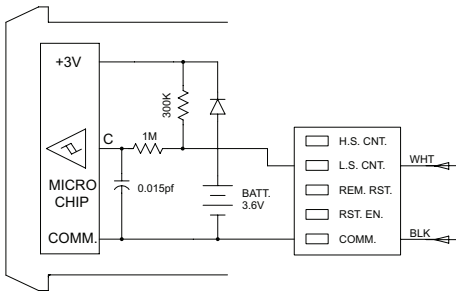 +3V
300K
C
1M
H.S. CNT.
L.S. CNT.
WHT
MICRO
CHIP
0.015pf
BATT.
3.6V
REM. RST.
RST. EN.
COMM.
COMM.
BLK